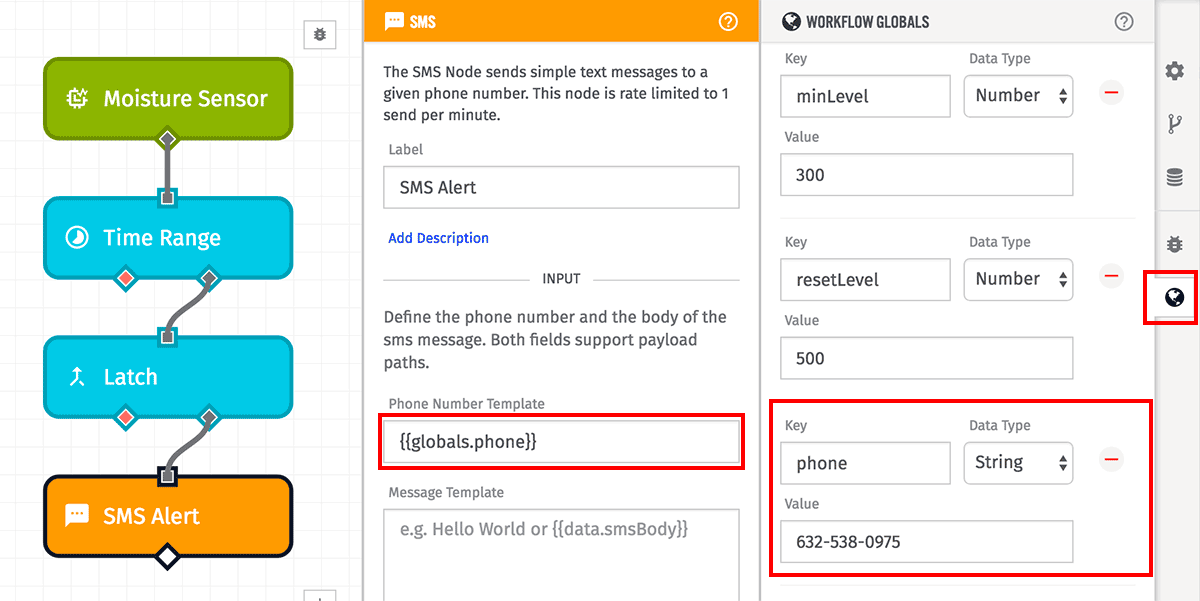 Moisture Sensor
Time Range
Latch
SMS Alert
SMS
The SMS Node sends simple text messages to a
given phone number. This node is rate limited to 1
send per minute.
Label
SMS Alert
Add Description
INPUT
Define the phone number and the body of the
sms message. Both fields support payload
paths.
Phone Number Template
{{globals.phone}}
Message Template
e.g. Hello World or {{data.smsBody}}
WORKFLOW GLOBALS
Key
Data Type
minLevel
Number
Value
300
Key
Data Type
resetLevel
Number
Value
500
Key
Data Type
phone
String
Value
632-538-0975